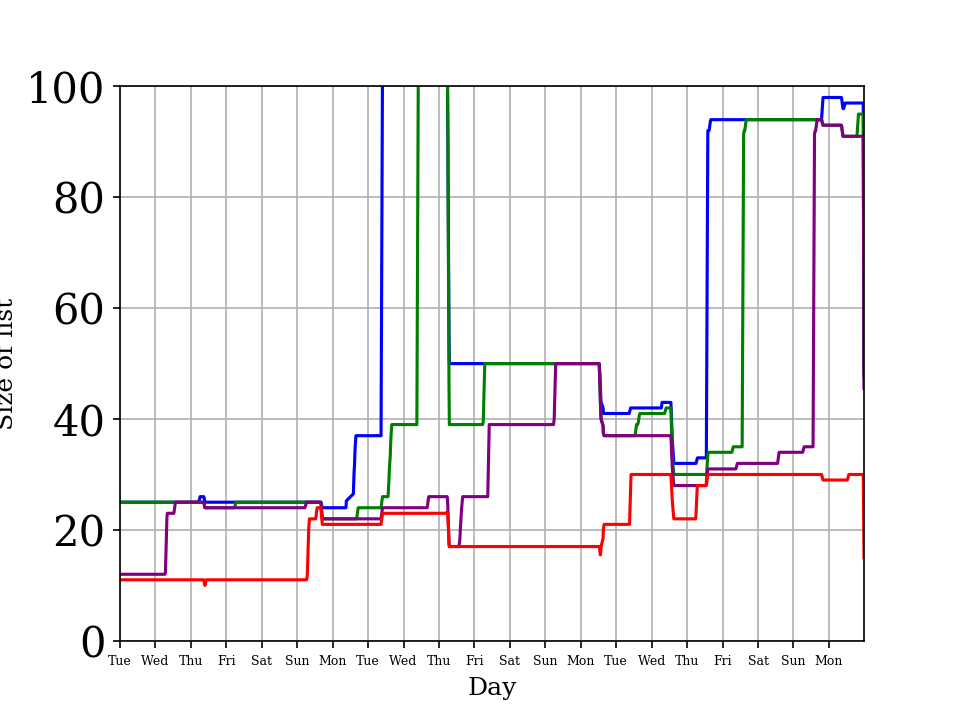 100
80
60
40
20
0
Size of list
Tue Wed Thu Fri Sat Sun Mon Tue Wed Thu Fri Sat Sun Mon Tue Wed Thu Fri Sat Sun Mon
Day